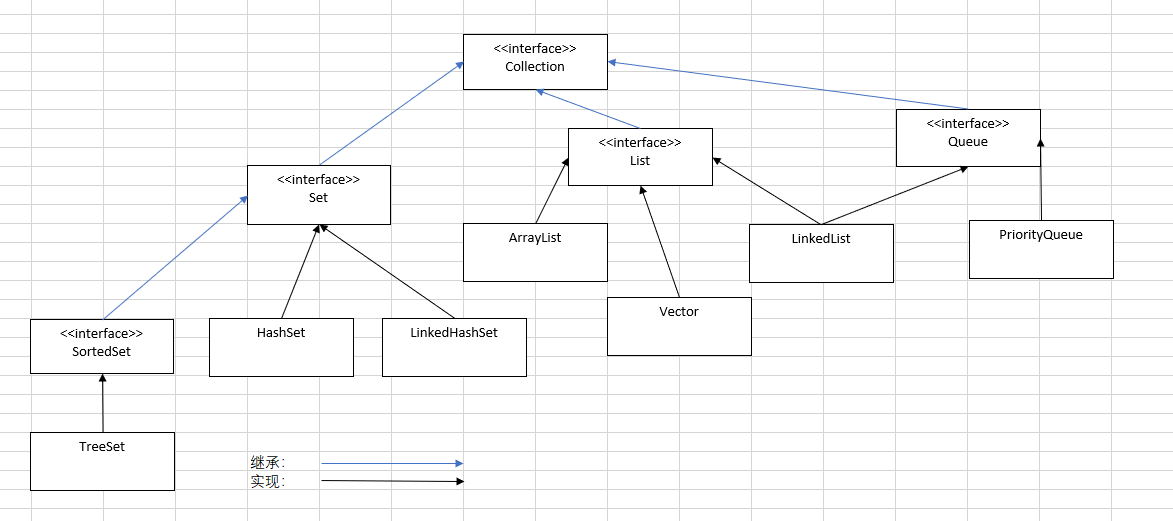 <<interface>>
Collection
<<interface>>
Queue
<<interface>>
List
<<interface>>
Set
ArrayList
LinkedList
PriorityQueue
Vector
<<interface>>
SortedSet
HashSet
LinkedHashSet
TreeSet
继承：
实现：